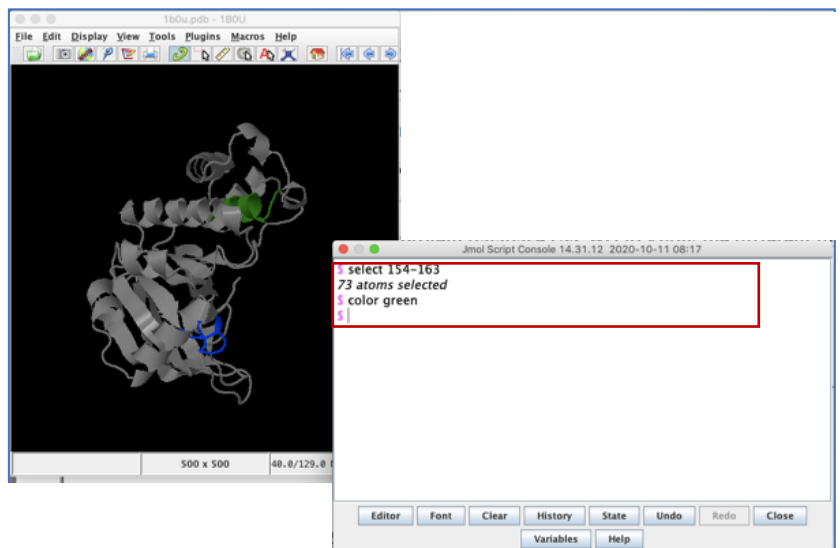 1b0u.pdb - 1B0U
File Edit Display View Tools Plugins Macros Help
500 x 500
40.0/129.0
Jmol Script Console 14.31.12 2020-10-11 08:17
$ select 154-163
73 atoms selected
$ color green
$
Editor Font Clear History State Undo Redo Close
Variables Help